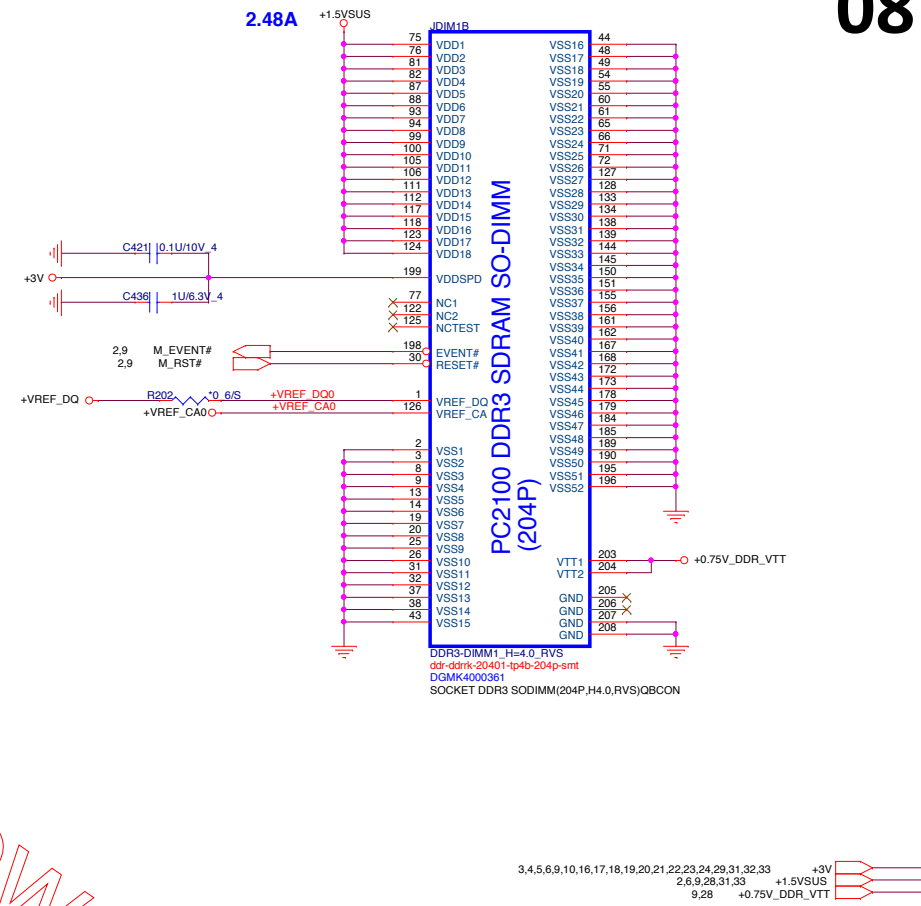 08
2.48A
+1.5VSUS
JDIM1B
75 VDD1 VSS16 44
76 VDD2 VSS17 48
81 VDD3 VSS18 49
82 VDD4 VSS19 54
87 VDD5 VSS20 55
88 VDD6 VSS21 60
93 VDD7 VSS22 61
94 VDD8 VSS23 65
99 VDD9 VSS24 66
100 VDD10 VSS25 71
105 VDD11 VSS26 72
106 VDD12 VSS27 127
111 VDD13 VSS28 128
112 VDD14 VSS29 133
117 VDD15 VSS30 134
118 VDD16 VSS31 138
123 VDD17 VSS32 139
124 VDD18 VSS33 144
VSS34 145
C421 0.1U/10V_4
+3V 199 VDDSPD VSS35 150
VSS36 151
C436 1U/6.3V_4
77 NC1 VSS37 155
122 NC2 VSS38 156
125 NCTEST VSS39 161
VSS40 162
2,9 M_EVENT# 198 EVENT# VSS41 167
2,9 M_RST# 30 RESET# VSS42 168
VSS43 172
VSS44 173
+VREF_DQ R202 *0_6/S +VREF_DQ0 1 VREF_DQ VSS45 178
+VREF_CA0 +VREF_CA0 126 VREF_CA VSS46 179
VSS47 184
VSS48 185
2 VSS1 VSS49 189
3 VSS2 VSS50 190
8 VSS3 VSS51 195
9 VSS4 VSS52 196
13 VSS5
14 VSS6
19 VSS7
20 VSS8
25 VSS9
26 VSS10 VTT1 203 +0.75V_DDR_VTT
31 VSS11 VTT2 204
32 VSS12
37 VSS13 GND 205
38 VSS14 GND 206
43 VSS15 GND 207
GND 208
PC2100 DDR3 SDRAM SO-DIMM
(204P)
DDR3-DIMM1_H=4.0_RVS
ddr-ddrrk-20401-tp4b-204p-smt
DGMK4000361
SOCKET DDR3 SODIMM(204P,H4.0,RVS)QBCON
3,4,5,6,9,10,16,17,18,19,20,21,22,23,24,29,31,32,33 +3V
2,6,9,28,31,33 +1.5VSUS
9,28 +0.75V_DDR_VTT